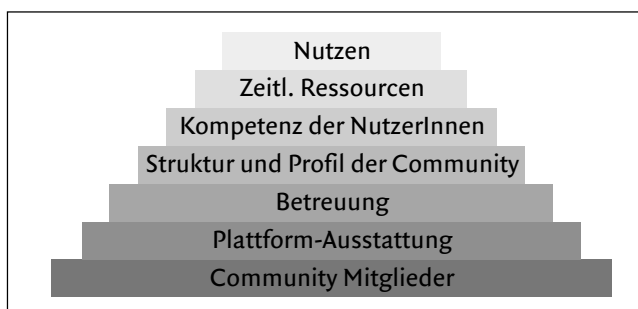 Nutzen
Zeitl. Ressourcen
Kompetenz der NutzerInnen
Struktur und Profil der Community
Betreuung
Plattform-Ausstattung
Community Mitglieder